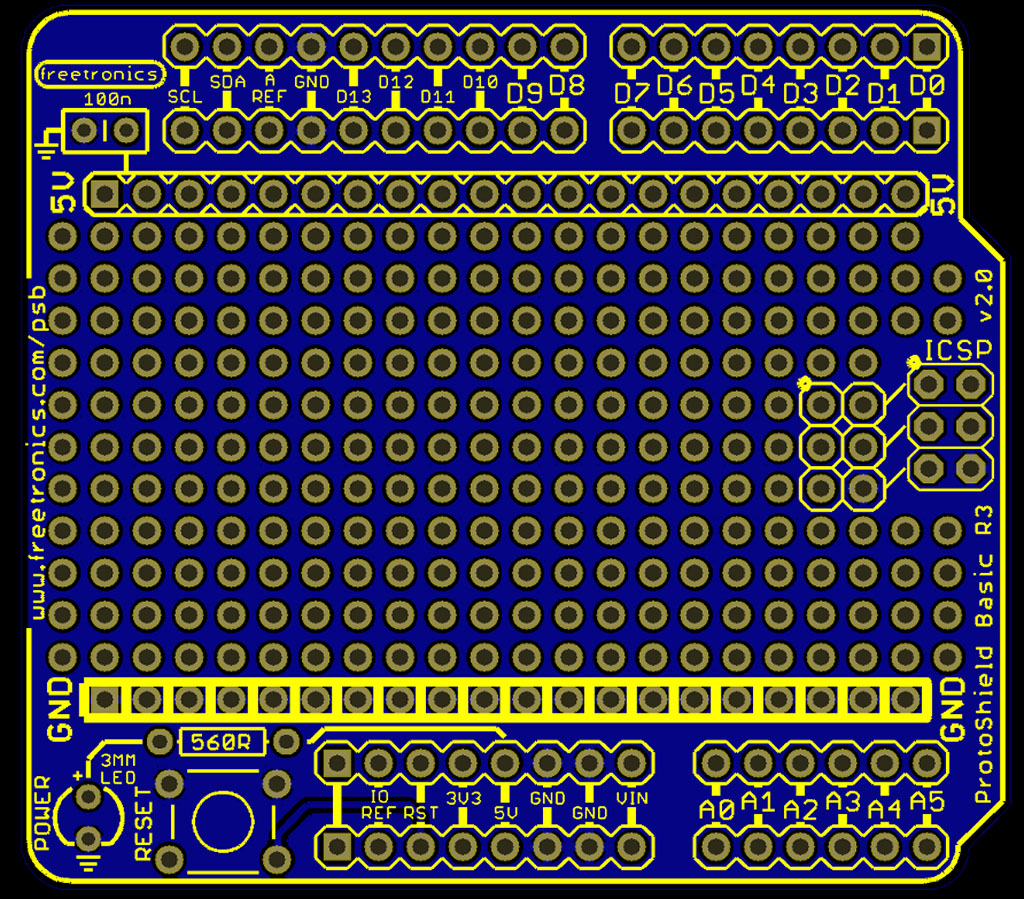 freetronics
100n
SCL
SDA
A
REF
GND
D13
D12
D11
D10
D9
D8
D7
D6
D5
D4
D3
D2
D1
D0
5V
5V
www.freetronics.com/psb
v2.0
ICSP
ProtoShield Basic R3
GND
GND
560R
3MM
LED
+
POWER
RESET
IO
REF
RST
3V3
5V
GND
GND
VIN
A0
A1
A2
A3
A4
A5